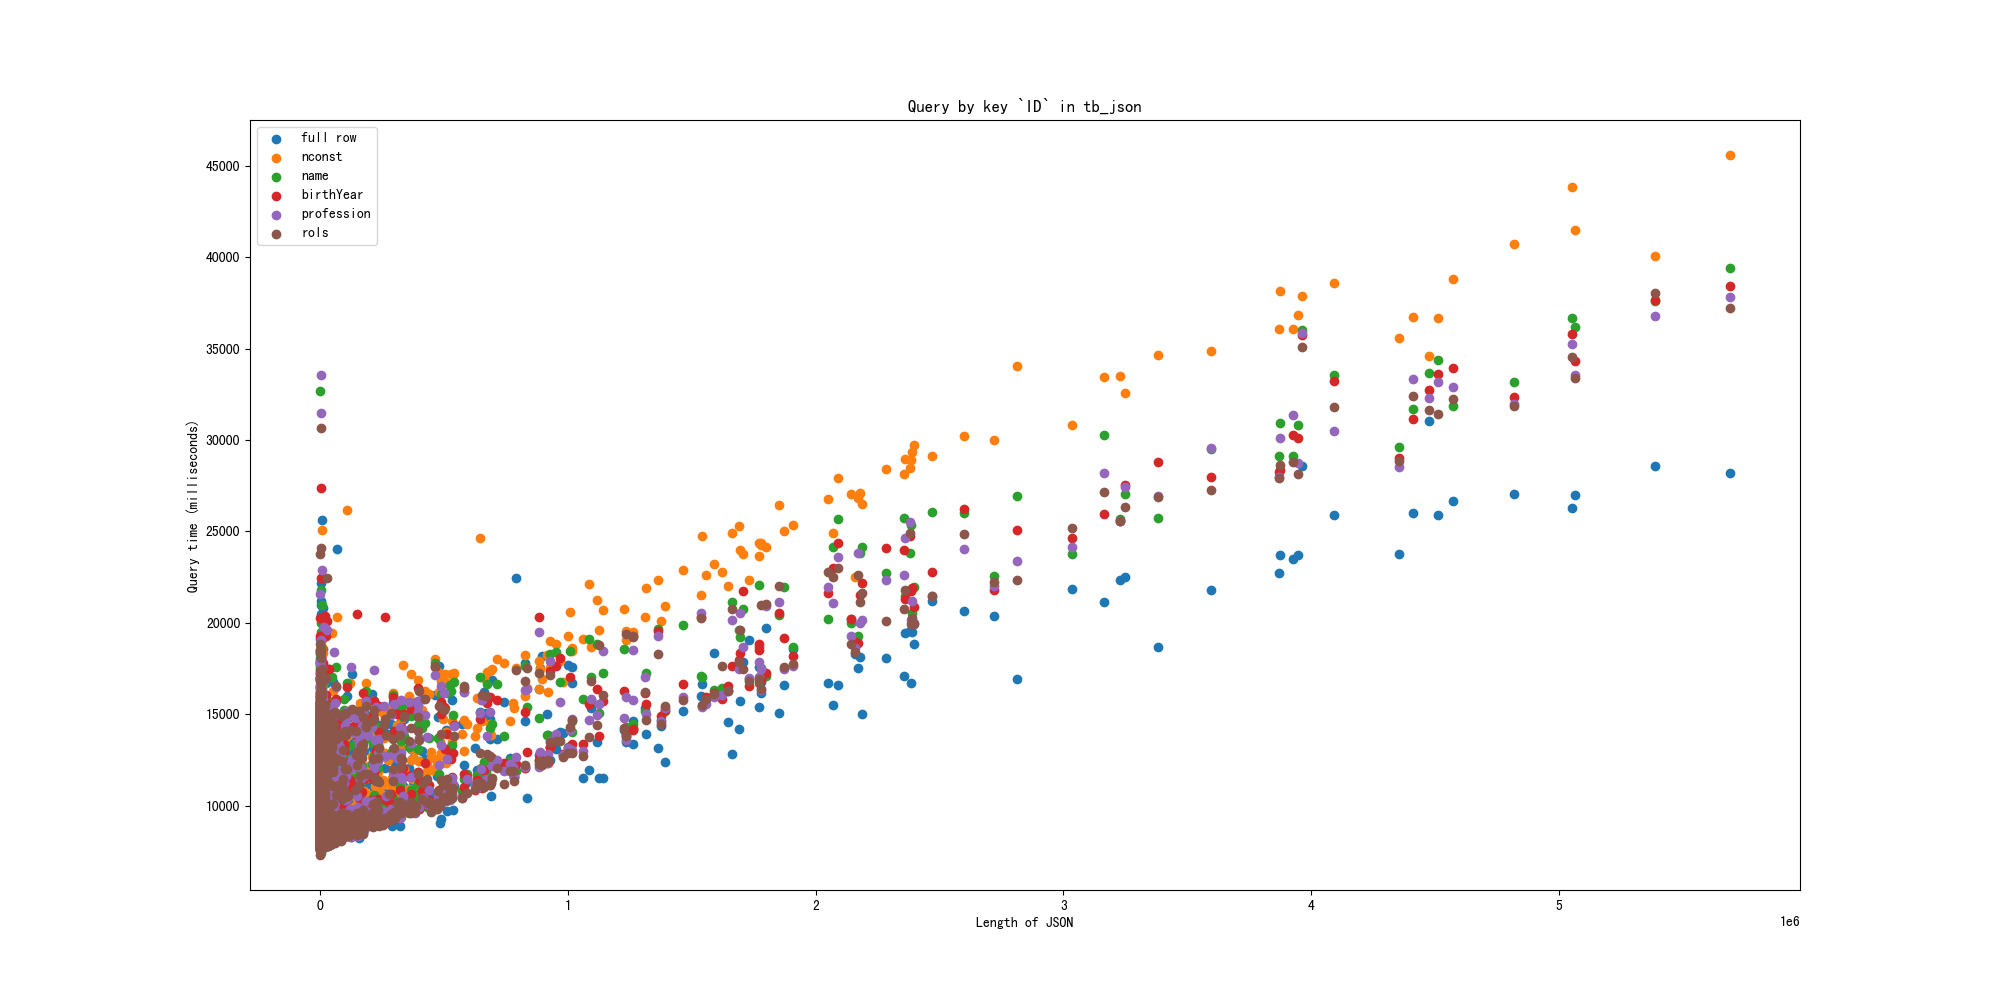 Query by key `ID` in tb_json
full row
nconst
name
birthYear
profession
rols
Query time (milliseconds)
45000
40000
35000
30000
25000
20000
15000
10000
0 1 2 3 4 5
Length of JSON
1e6